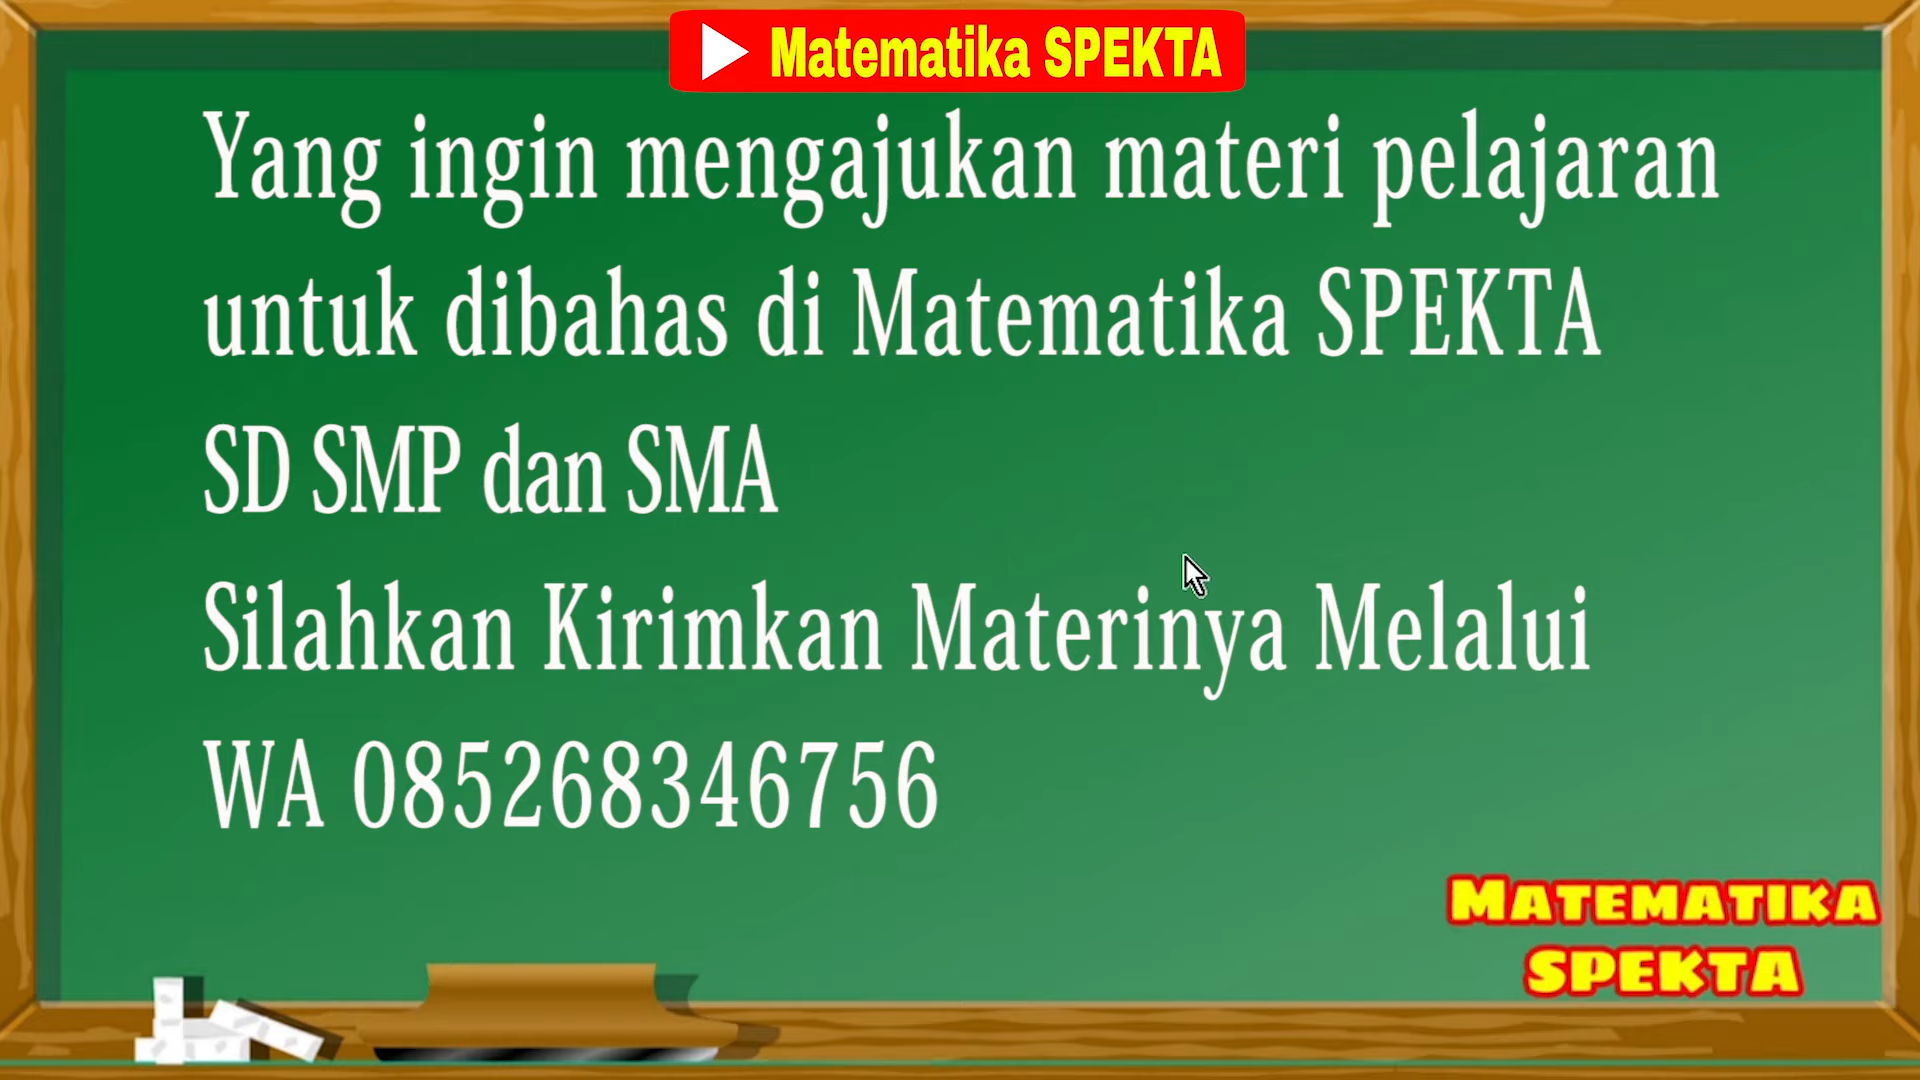 Matematika SPEKTA
Yang ingin mengajukan materi pelajaran
untuk dibahas di Matematika SPEKTA
SD SMP dan SMA
Silahkan Kirimkan Materinya Melalui
WA 085268346756
MATEMATIKA
SPEKTA